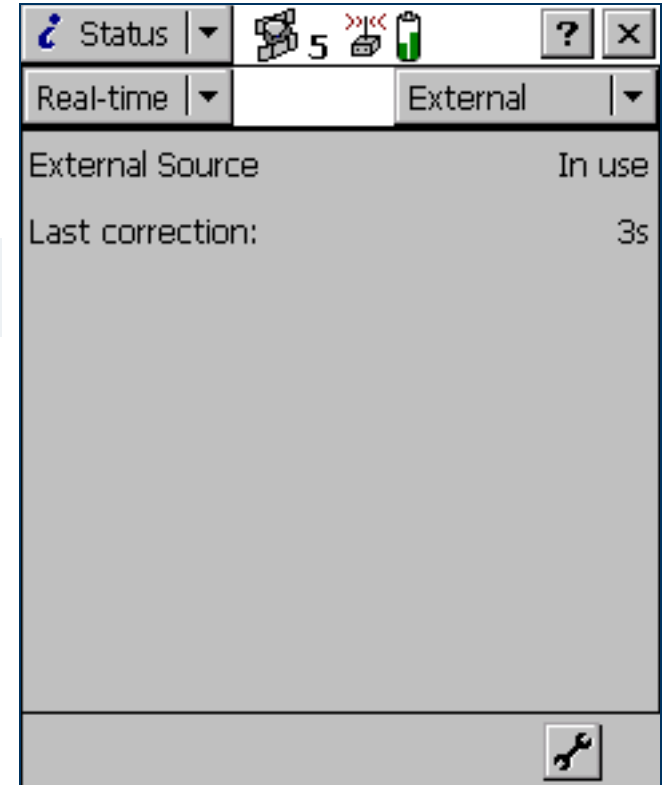 i Status 5 ? ×
Real-time External
External Source In use
Last correction: 3s